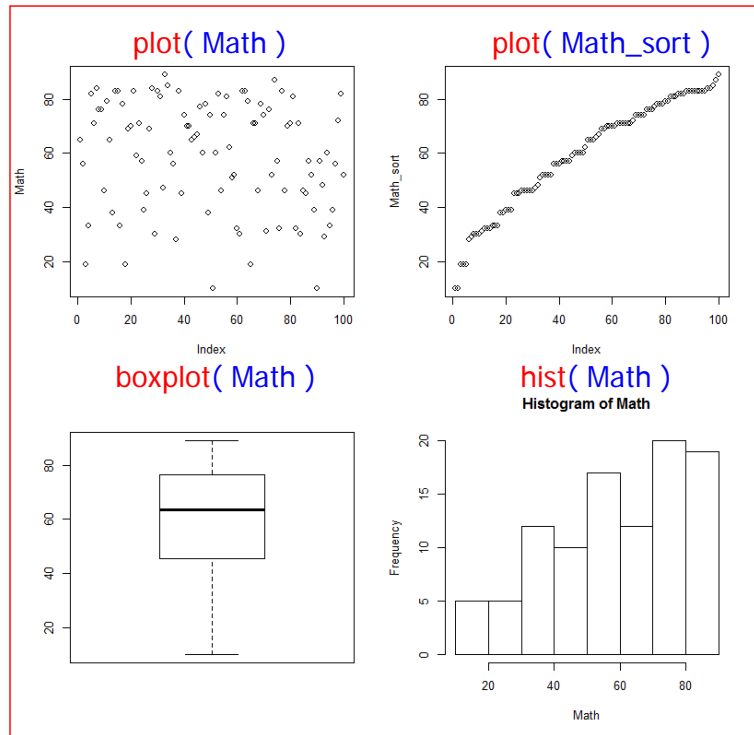 plot( Math )
80
60
40
20
Math
0 20 40 60 80 100
Index
plot( Math_sort )
80
60
40
20
Math_sort
0 20 40 60 80 100
Index
boxplot( Math )
80
60
40
20
hist( Math )
Histogram of Math
20
15
10
5
0
Frequency
20 40 60 80
Math